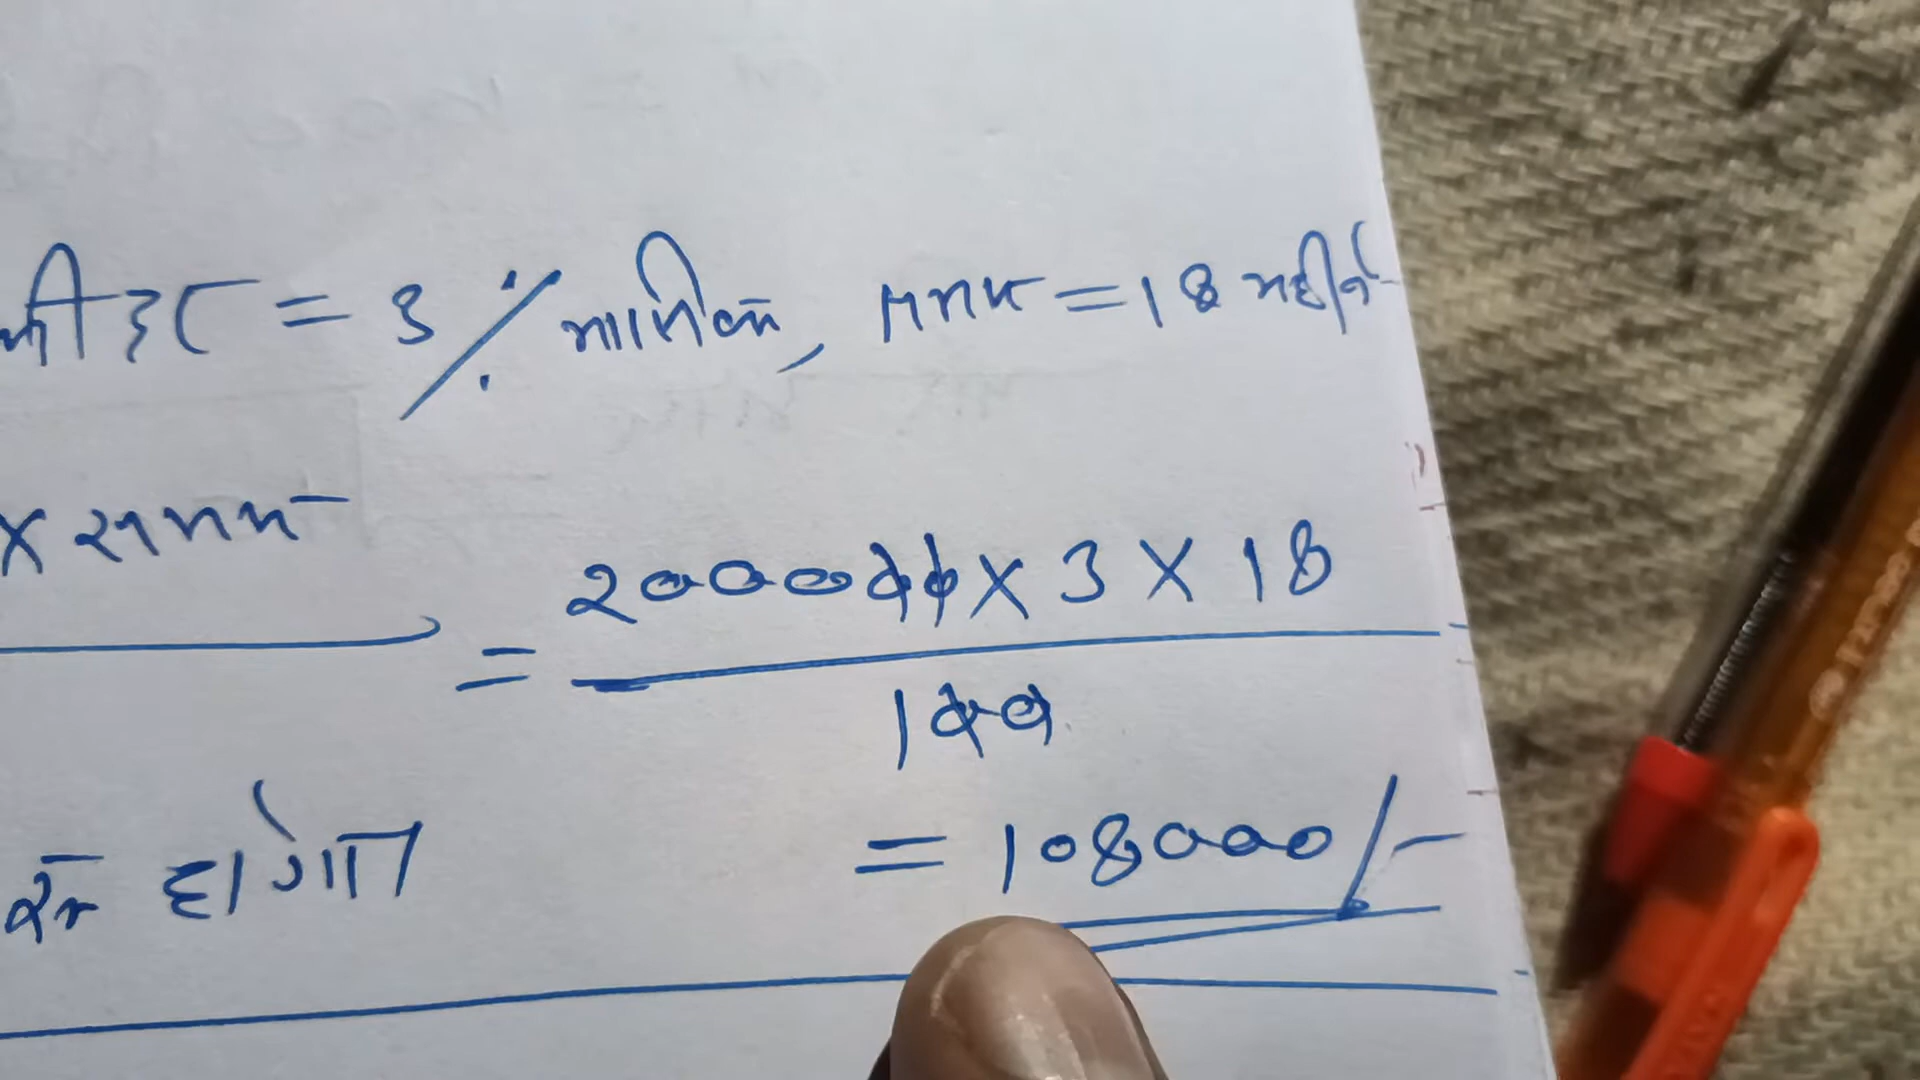 की दर = 3 % मासिक, समय = 18 महीने
× समय
= 200000 × 3 × 18
100
होगा = 108000/-